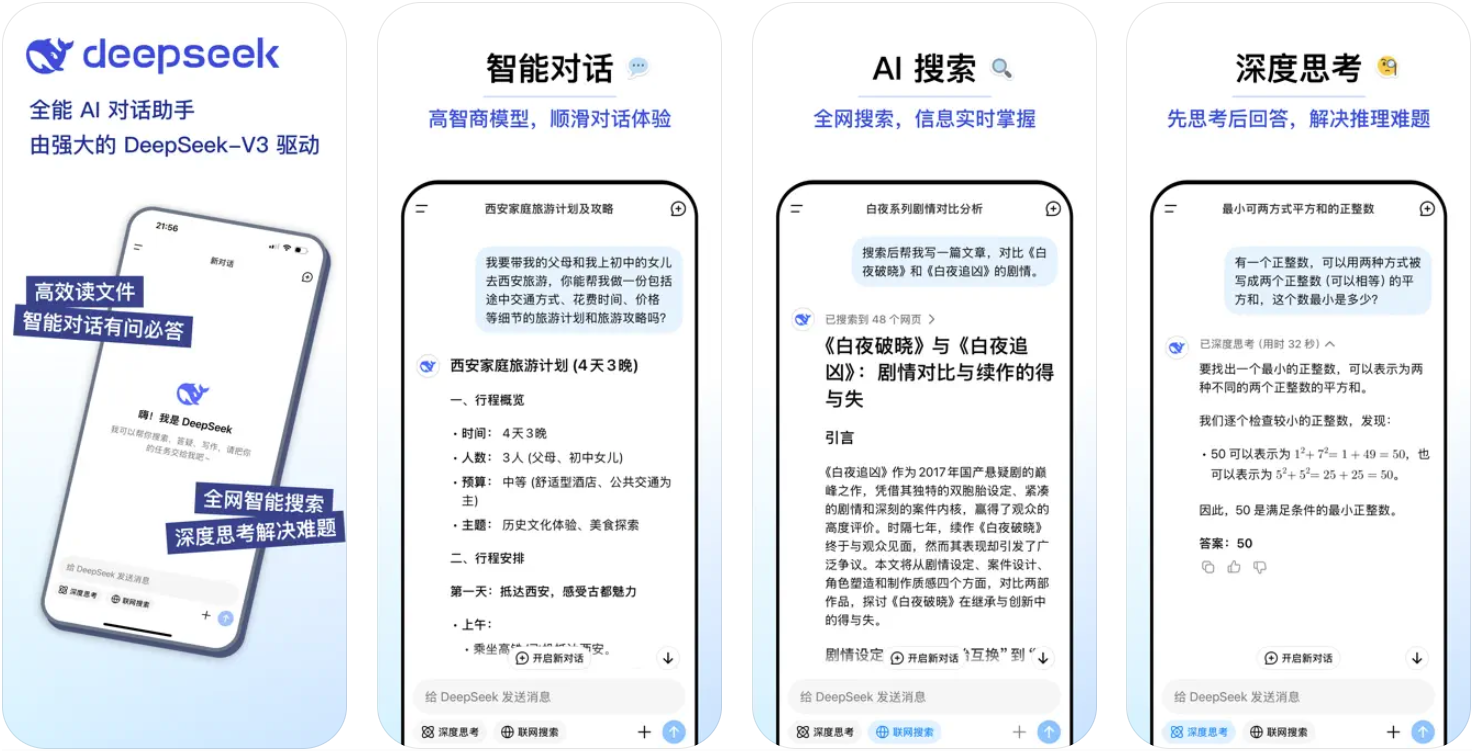 deepseek
全能 AI 对话助手
由强大的 DeepSeek-V3 驱动
21:56
新对话
高效读文件
智能对话有问必答
嗨！我是 DeepSeek
我可以帮你搜索、答疑、写作，请把你
的任务交给我吧~
全网智能搜索
深度思考解决难题
给 DeepSeek 发送消息
深度思考 联网搜索
智能对话
高智商模型，顺滑对话体验
西安家庭旅游计划及攻略
我要带我的父母和我上初中的女儿
去西安旅游，你能帮我做一份包括
途中交通方式、花费时间、价格
等细节的旅游计划和旅游攻略吗？
西安家庭旅游计划 (4 天 3 晚)
一、行程概览
• 时间： 4 天 3 晚
• 人数： 3 人 (父母、初中女儿)
• 预算： 中等 (舒适型酒店、公共交通为
主)
• 主题： 历史文化体验、美食探索
二、行程安排
第一天：抵达西安，感受古都魅力
• 上午：
• 乘坐高铁 西安。
开启新对话
给 DeepSeek 发送消息
深度思考 联网搜索
AI 搜索
全网搜索，信息实时掌握
白夜系列剧情对比分析
搜索后帮我写一篇文章，对比《白
夜破晓》和《白夜追凶》的剧情。
已搜索到 48 个网页
《白夜破晓》与《白夜追
凶》：剧情对比与续作的得
与失
引言
《白夜追凶》作为 2017 年国产悬疑剧的巅
峰之作，凭借其独特的双胞胎设定、紧凑
的剧情和深刻的案件内核，赢得了观众的
高度评价。时隔七年，续作《白夜破晓》
终于与观众见面，然而其表现却引发了广
泛争议。本文将从剧情设定、案件设计、
角色塑造和制作质感四个方面，对比两部
作品，探讨《白夜破晓》在继承与创新中
的得与失。
剧情设定 互换” 到 “
开启新对话
给 DeepSeek 发送消息
深度思考 联网搜索
深度思考
先思考后回答，解决推理难题
最小可两方式平方和的正整数
有一个正整数，可以用两种方式被
写成两个正整数 (可以相等) 的平
方和，这个数最小是多少？
已深度思考 (用时 32 秒)
要找出一个最小的正整数，可以表示为两
种不同的两个正整数的平方和。
我们逐个检查较小的正整数，发现：
• 50 可以表示为 1²+ 7²= 1 + 49 = 50，也
可以表示为 5²+ 5²= 25 + 25 = 50。
因此，50 是满足条件的最小正整数。
答案：50
开启新对话
给 DeepSeek 发送消息
深度思考 联网搜索